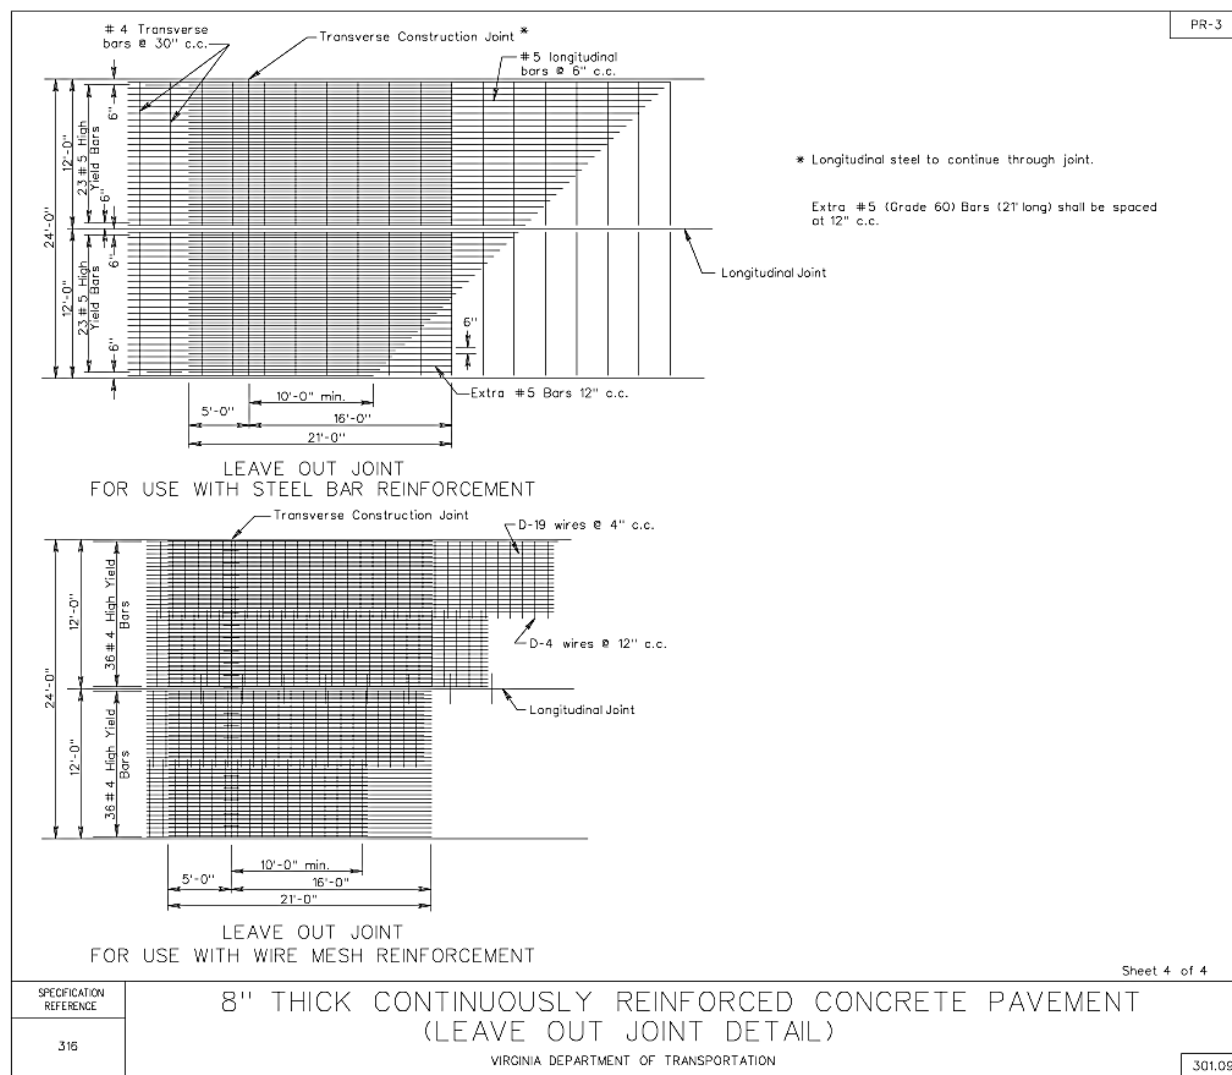 PR-3
# 4 Transverse
bars @ 30" c.c.
Transverse Construction Joint *
#5 longitudinal
bars @ 6" c.c.
24'-0"
12'-0"
23 #5 High
Yield Bars
6"
6"
12'-0"
23 #5 High
Yield Bars
6"
6"
6"
* Longitudinal steel to continue through joint.
Extra #5 (Grade 60) Bars (21' long) shall be spaced
at 12" c.c.
Longitudinal Joint
Extra #5 Bars 12" c.c.
10'-0" min.
5'-0"
16'-0"
21'-0"
LEAVE OUT JOINT
FOR USE WITH STEEL BAR REINFORCEMENT
Transverse Construction Joint
D-19 wires @ 4" c.c.
24'-0"
12'-0"
36 #4 High Yield
Bars
D-4 wires @ 12" c.c.
Longitudinal Joint
12'-0"
36 #4 High Yield
Bars
10'-0" min.
5'-0"
16'-0"
21'-0"
LEAVE OUT JOINT
FOR USE WITH WIRE MESH REINFORCEMENT
Sheet 4 of 4
SPECIFICATION
REFERENCE
316
8" THICK CONTINUOUSLY REINFORCED CONCRETE PAVEMENT
(LEAVE OUT JOINT DETAIL)
VIRGINIA DEPARTMENT OF TRANSPORTATION
301.09